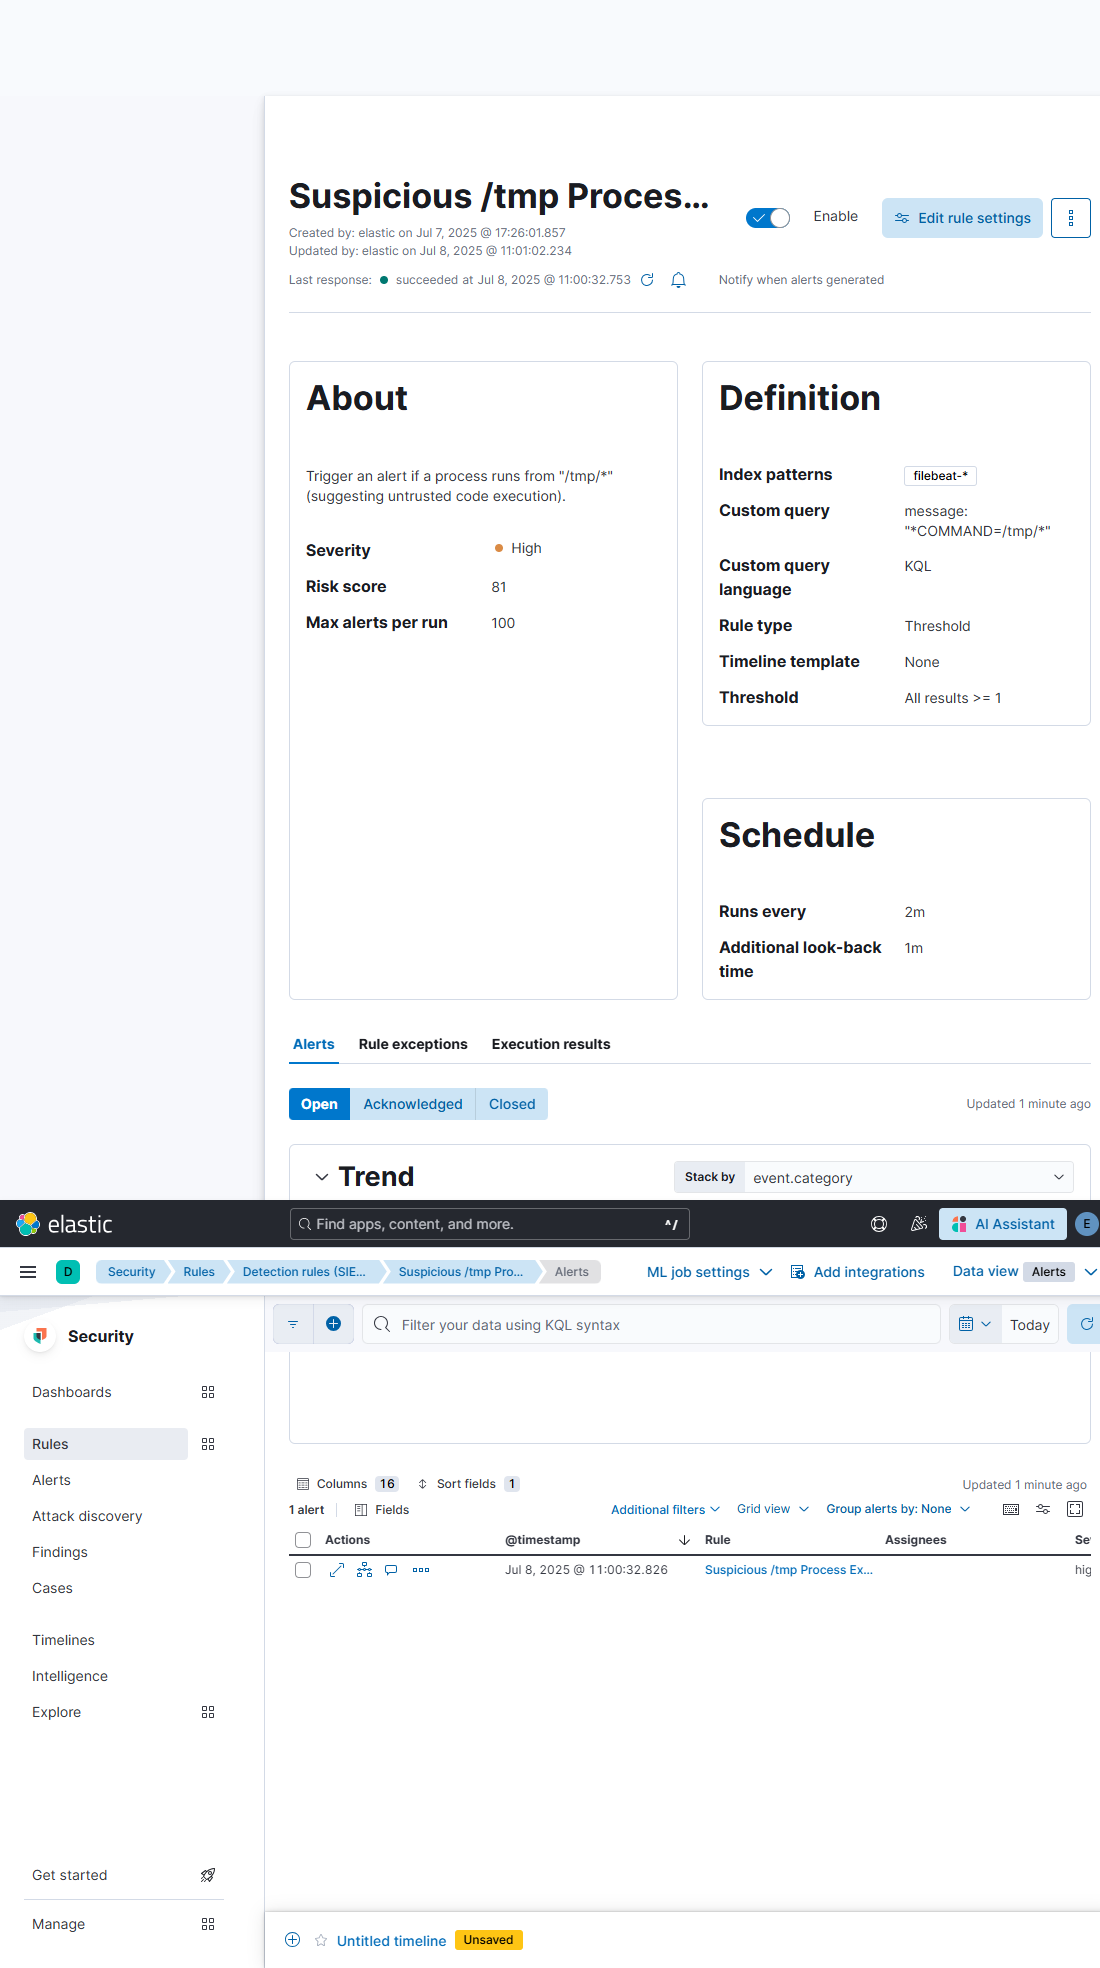 Suspicious /tmp Proces...
Enable
Edit rule settings
Created by: elastic on Jul 7, 2025 @ 17:26:01.857
Updated by: elastic on Jul 8, 2025 @ 11:01:02.234
Last response:
succeeded at Jul 8, 2025 @ 11:00:32.753
Notify when alerts generated
About
Trigger an alert if a process runs from "/tmp/*"
(suggesting untrusted code execution).
Severity
High
Risk score
81
Max alerts per run
100
Definition
Index patterns
filebeat-*
Custom query
message:
"*COMMAND=/tmp/*"
Custom query
language
KQL
Rule type
Threshold
Timeline template
None
Threshold
All results >= 1
Schedule
Runs every
2m
Additional look-back
time
1m
Alerts
Rule exceptions
Execution results
Open
Acknowledged
Closed
Updated 1 minute ago
Trend
Stack by
event.category
elastic
Find apps, content, and more.
^/
AI Assistant
E
D
Security
Rules
Detection rules (SIE...
Suspicious /tmp Pro...
Alerts
ML job settings
Add integrations
Data view
Alerts
Security
Dashboards
Rules
Alerts
Attack discovery
Findings
Cases
Timelines
Intelligence
Explore
Get started
Manage
Filter your data using KQL syntax
Today
Columns
16
Sort fields
1
Updated 1 minute ago
1 alert
Fields
Additional filters
Grid view
Group alerts by: None
Actions
@timestamp
Rule
Assignees
Se
Jul 8, 2025 @ 11:00:32.826
Suspicious /tmp Process Ex...
hig
Untitled timeline
Unsaved